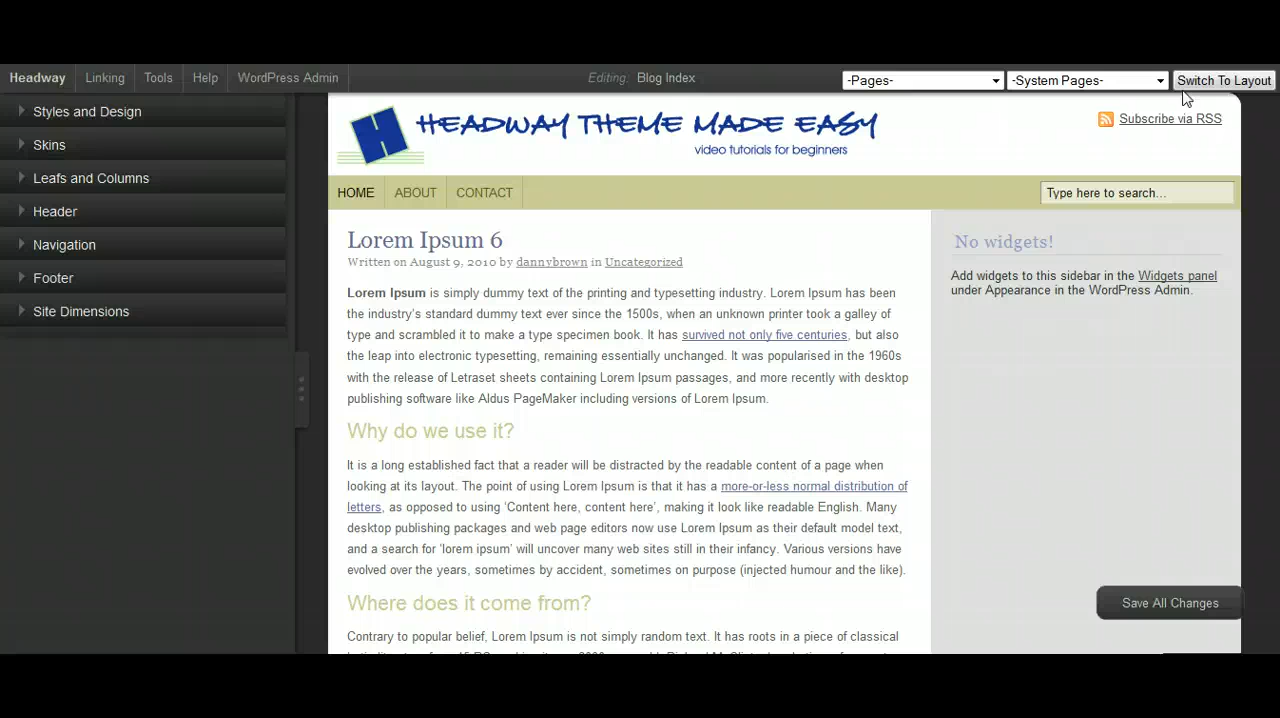 Headway Linking Tools Help WordPress Admin Editing: Blog Index -Pages- -System Pages- Switch To Layout
Styles and Design
Skins
Leafs and Columns
Header
Navigation
Footer
Site Dimensions
HEADWAY THEME MADE EASY
video tutorials for beginners
Subscribe via RSS
HOME ABOUT CONTACT Type here to search...
Lorem Ipsum 6
Written on August 9, 2010 by dannybrown in Uncategorized
Lorem Ipsum is simply dummy text of the printing and typesetting industry. Lorem Ipsum has been
the industry's standard dummy text ever since the 1500s, when an unknown printer took a galley of
type and scrambled it to make a type specimen book. It has survived not only five centuries, but also
the leap into electronic typesetting, remaining essentially unchanged. It was popularised in the 1960s
with the release of Letraset sheets containing Lorem Ipsum passages, and more recently with desktop
publishing software like Aldus PageMaker including versions of Lorem Ipsum.
Why do we use it?
It is a long established fact that a reader will be distracted by the readable content of a page when
looking at its layout. The point of using Lorem Ipsum is that it has a more-or-less normal distribution of
letters, as opposed to using 'Content here, content here', making it look like readable English. Many
desktop publishing packages and web page editors now use Lorem Ipsum as their default model text,
and a search for 'lorem ipsum' will uncover many web sites still in their infancy. Various versions have
evolved over the years, sometimes by accident, sometimes on purpose (injected humour and the like).
Where does it come from?
Contrary to popular belief, Lorem Ipsum is not simply random text. It has roots in a piece of classical
No widgets!
Add widgets to this sidebar in the Widgets panel
under Appearance in the WordPress Admin.
Save All Changes